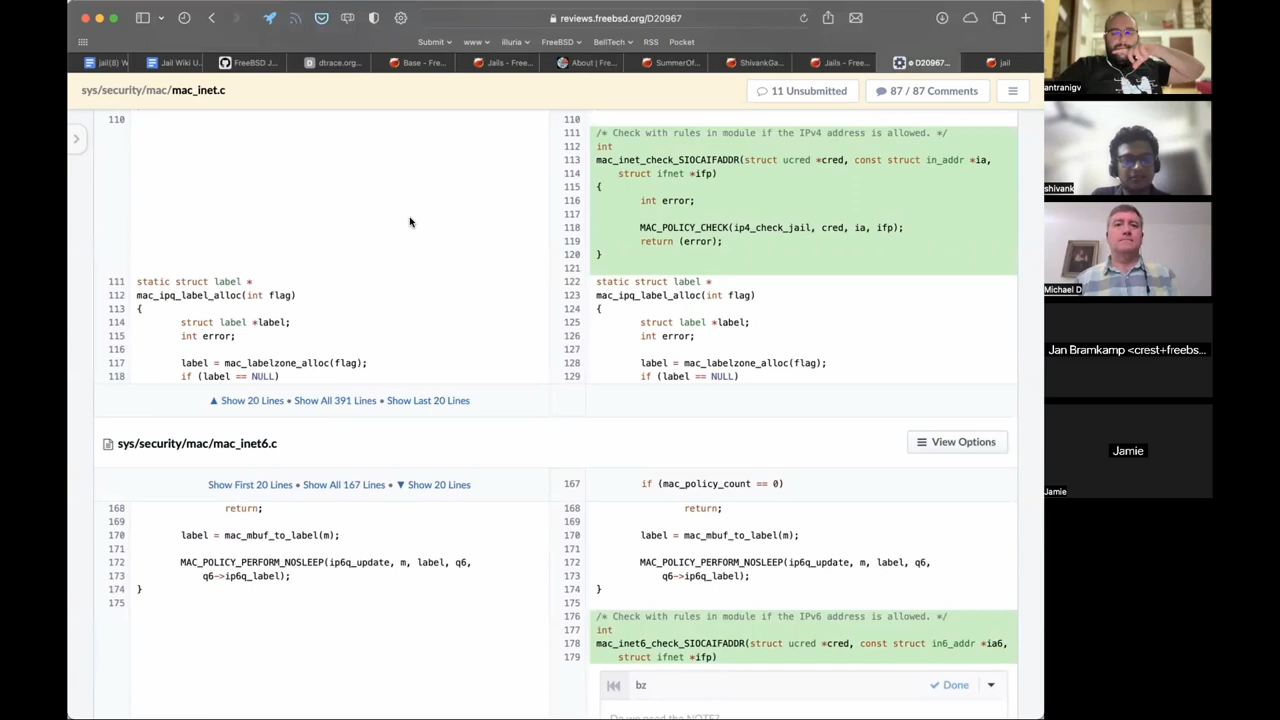 reviews.freebsd.org/D20967
Submit www illuria FreeBSD BellTech RSS Pocket
jail(8) W Jail Wiki U... FreeBSD J... dtrace.org... Base - Fre... Jails – Fre... About | Fre... SummerOf... ShivankGa... Jails – Fre... D20967... jail
sys/security/mac/mac_inet.c
11 Unsubmitted
87 / 87 Comments
110 110
111 /* Check with rules in module if the IPv4 address is allowed. */
112 int
113 mac_inet_check_SIOCAIFADDR(struct ucred *cred, const struct in_addr *ia,
114 struct ifnet *ifp)
115 {
116 int error;
117
118 MAC_POLICY_CHECK(ip4_check_jail, cred, ia, ifp);
119 return (error);
120 }
121
111 static struct label * 122 static struct label *
112 mac_ipq_label_alloc(int flag) 123 mac_ipq_label_alloc(int flag)
113 { 124 {
114 struct label *label; 125 struct label *label;
115 int error; 126 int error;
116 127
117 label = mac_labelzone_alloc(flag); 128 label = mac_labelzone_alloc(flag);
118 if (label == NULL) 129 if (label == NULL)
▲ Show 20 Lines • Show All 391 Lines • Show Last 20 Lines
sys/security/mac/mac_inet6.c
View Options
Show First 20 Lines • Show All 167 Lines • ▼ Show 20 Lines 167 if (mac_policy_count == 0)
168 return; 168 return;
169 169
170 label = mac_mbuf_to_label(m); 170 label = mac_mbuf_to_label(m);
171 171
172 MAC_POLICY_PERFORM_NOSLEEP(ip6q_update, m, label, q6, 172 MAC_POLICY_PERFORM_NOSLEEP(ip6q_update, m, label, q6,
173 q6->ip6q_label); 173 q6->ip6q_label);
174 } 174 }
175 175
176 /* Check with rules in module if the IPv6 address is allowed. */
177 int
178 mac_inet6_check_SIOCAIFADDR(struct ucred *cred, const struct in6_addr *ia6,
179 struct ifnet *ifp)
bz
Done
Do we need the NOTE?
antranigv
shivank
Michael D
Jan Bramkamp <crest+freebs...
Jamie
Jamie